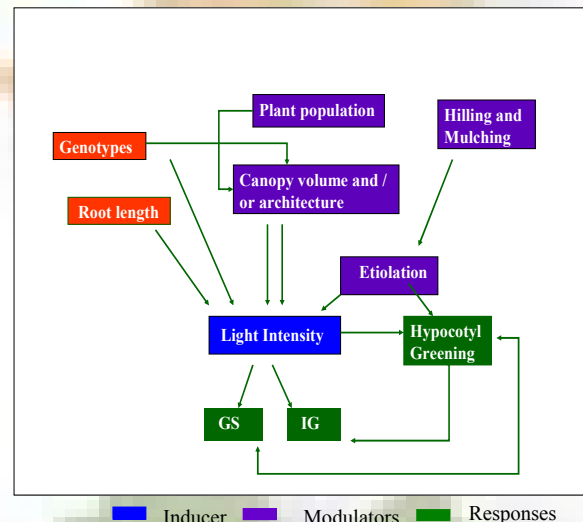 Plant population
Hilling and
Mulching
Genotypes
Canopy volume and /
or architecture
Root length
Etiolation
Light Intensity
Hypocotyl
Greening
GS
IG
Inducer
Modulators
Responses